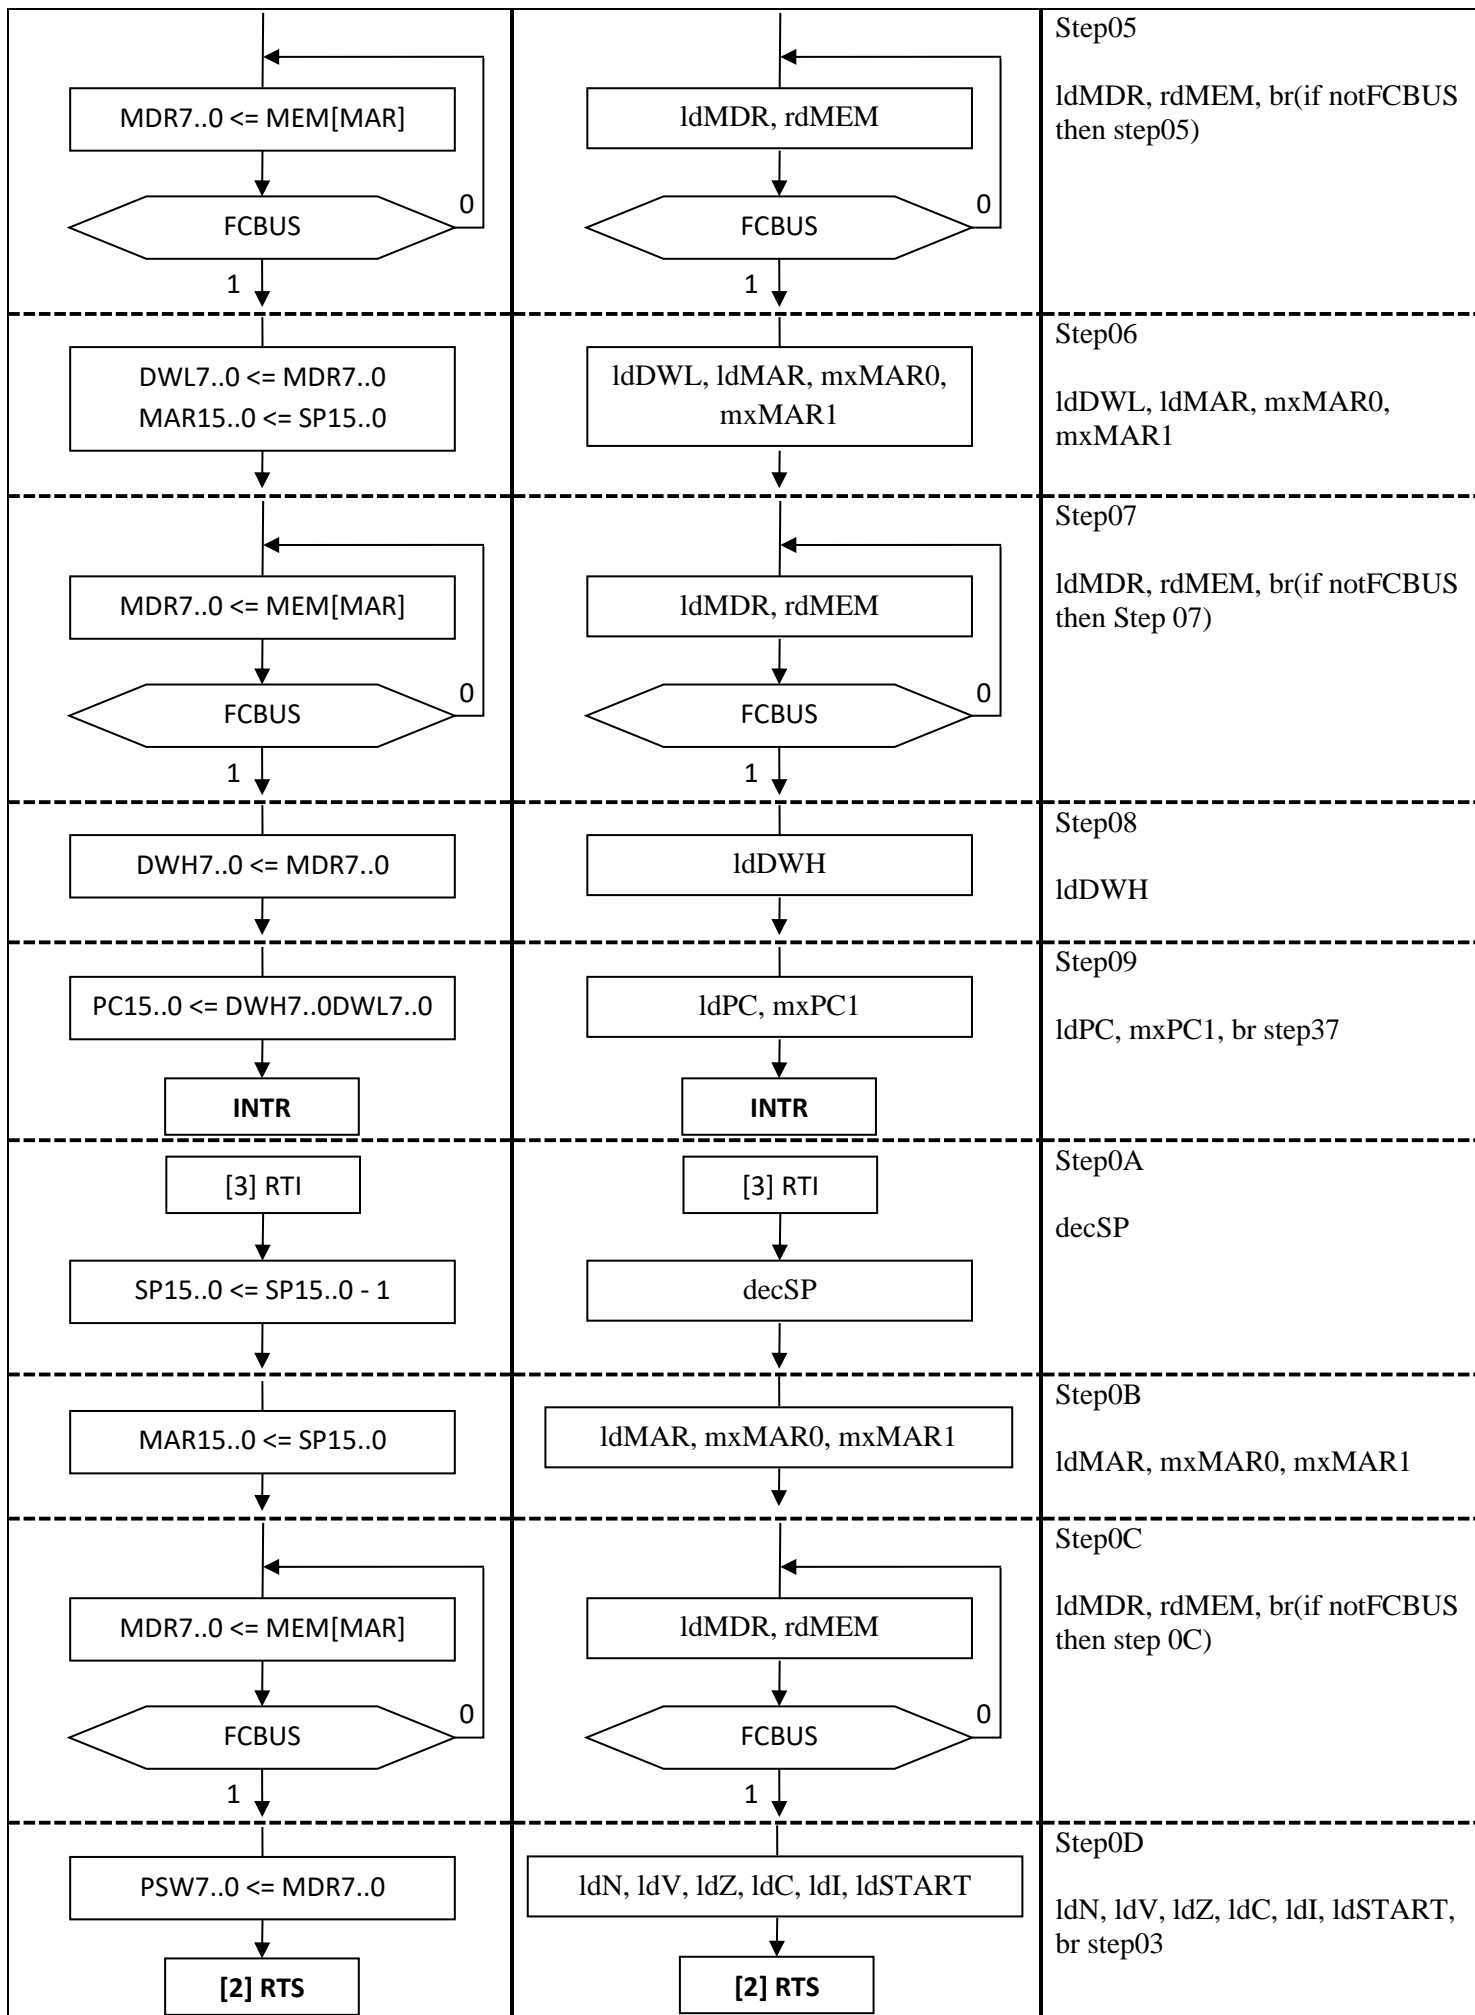 Step05
ldMDR, rdMEM, br(if notFCBUS
then step05)
MDR7..0 <= MEM[MAR]
ldMDR, rdMEM
0
0
FCBUS
FCBUS
1
1
Step06
DWL7..0 <= MDR7..0
MAR15..0 <= SP15..0
ldDWL, ldMAR, mxMAR0,
mxMAR1
ldDWL, ldMAR, mxMAR0,
mxMAR1
Step07
ldMDR, rdMEM, br(if notFCBUS
then Step 07)
MDR7..0 <= MEM[MAR]
ldMDR, rdMEM
0
0
FCBUS
FCBUS
1
1
Step08
DWH7..0 <= MDR7..0
ldDWH
ldDWH
Step09
PC15..0 <= DWH7..0DWL7..0
ldPC, mxPC1
ldPC, mxPC1, br step37
INTR
INTR
Step0A
[3] RTI
[3] RTI
decSP
SP15..0 <= SP15..0 - 1
decSP
Step0B
MAR15..0 <= SP15..0
ldMAR, mxMAR0, mxMAR1
ldMAR, mxMAR0, mxMAR1
Step0C
ldMDR, rdMEM, br(if notFCBUS
then step 0C)
MDR7..0 <= MEM[MAR]
ldMDR, rdMEM
0
0
FCBUS
FCBUS
1
1
Step0D
PSW7..0 <= MDR7..0
ldN, ldV, ldZ, ldC, ldI, ldSTART
ldN, ldV, ldZ, ldC, ldI, ldSTART,
br step03
[2] RTS
[2] RTS